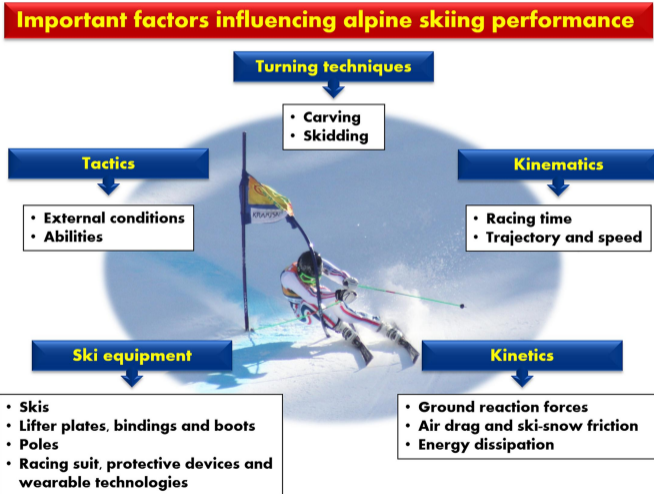 Important factors influencing alpine skiing performance
Turning techniques
• Carving
• Skidding
Tactics
• External conditions
• Abilities
Kinematics
• Racing time
• Trajectory and speed
Ski equipment
• Skis
• Lifter plates, bindings and boots
• Poles
• Racing suit, protective devices and
wearable technologies
Kinetics
• Ground reaction forces
• Air drag and ski-snow friction
• Energy dissipation